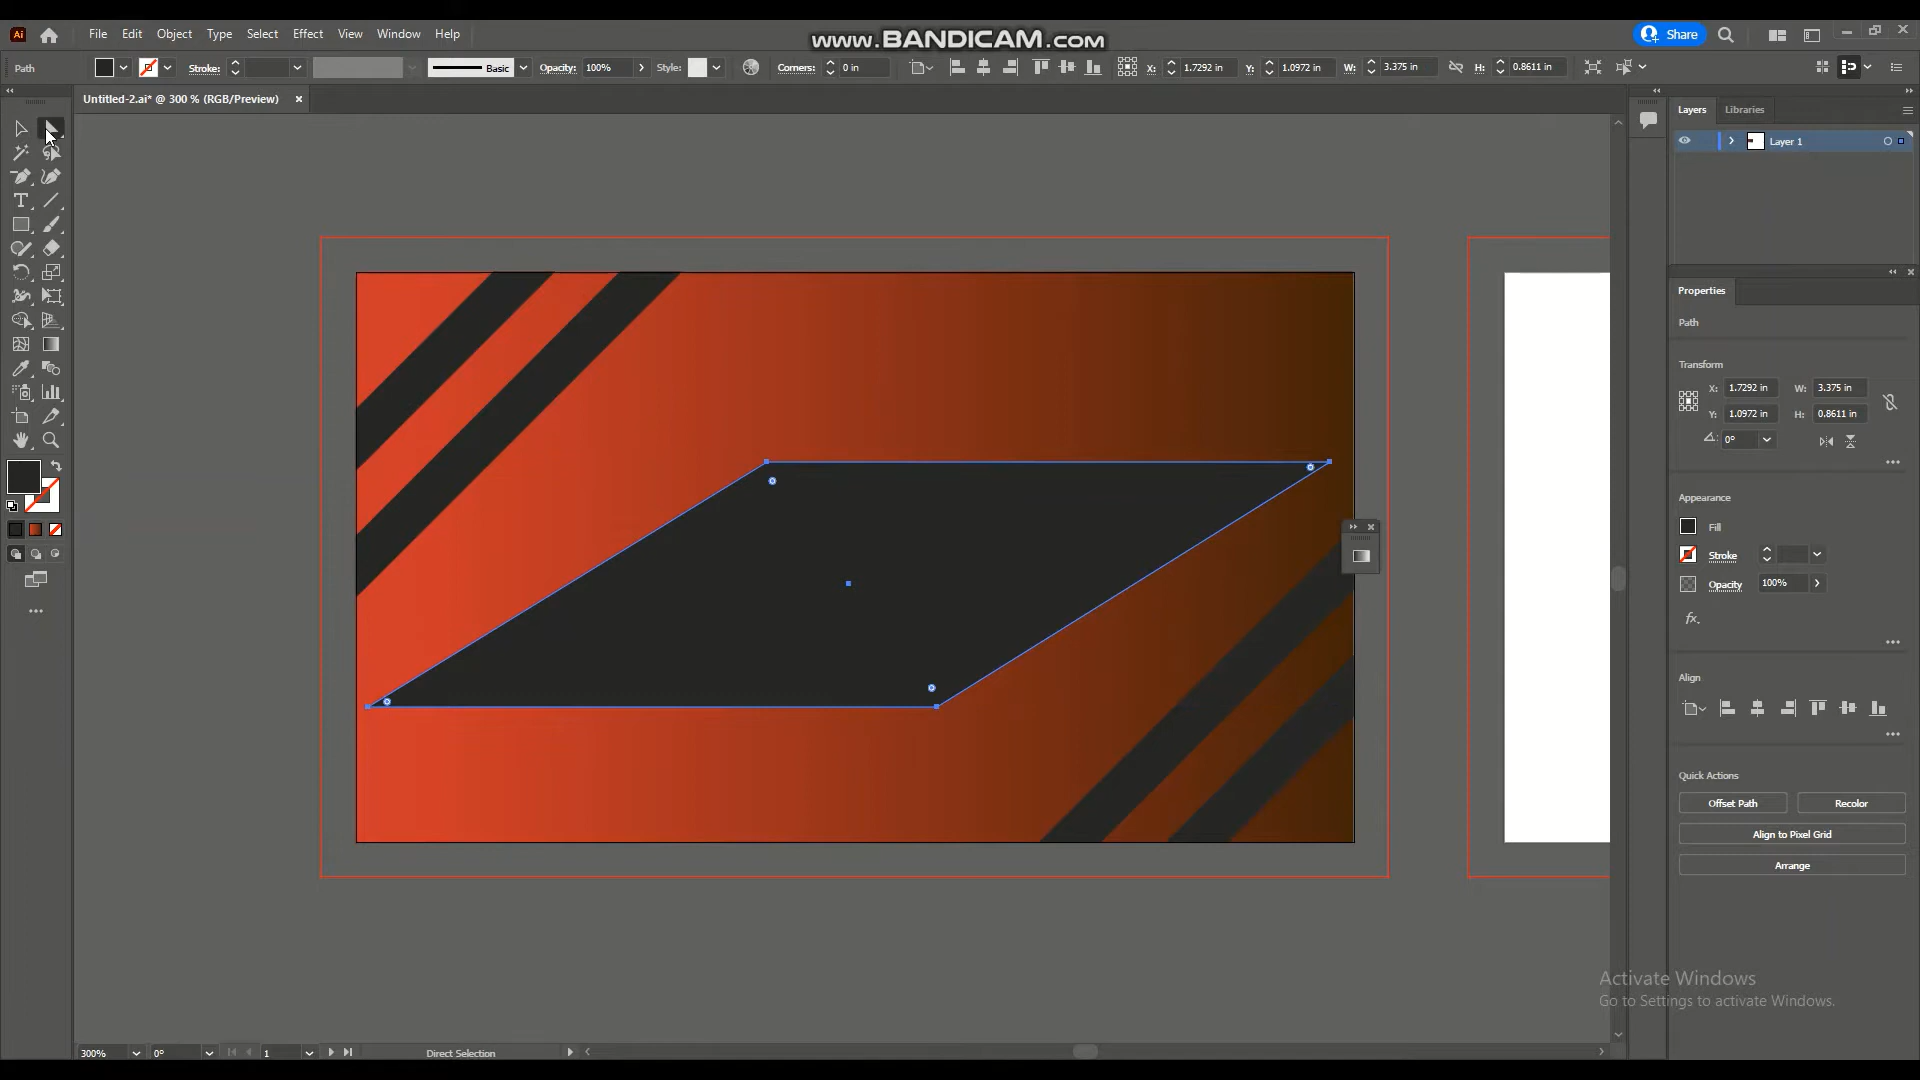 www.BANDICAM.com
Ai File Edit Object Type Select Effect View Window Help Share
Path Stroke: Basic Opacity: 100% Style: Corners: 0 in X: 1.7292 in Y: 1.0972 in W: 3.375 in H: 0.8611 in
Untitled-2.ai* @ 300 % (RGB/Preview) ×
Layers Libraries
Layer 1
Properties
Path
Transform
X: 1.7292 in W: 3.375 in
Y: 1.0972 in H: 0.8611 in
0°
Appearance
Fill
Stroke
Opacity 100%
fx.
Align
Quick Actions
Offset Path Recolor
Align to Pixel Grid
Arrange
Activate Windows
Go to Settings to activate Windows.
300% 0° 1 Direct Selection